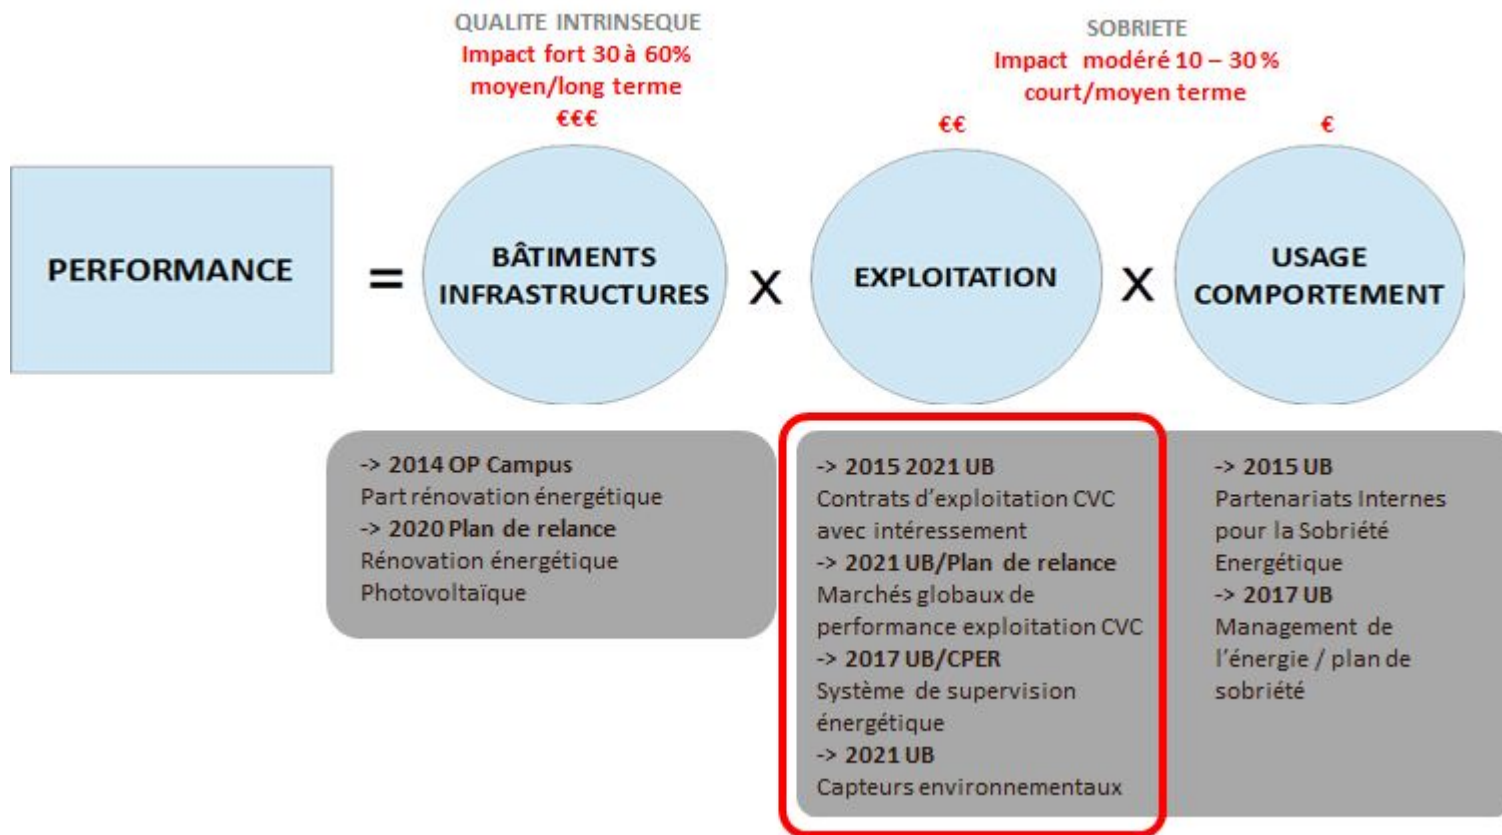 QUALITE INTRINSEQUE
Impact fort 30 à 60%
moyen/long terme
€€€
SOBRIETE
Impact modéré 10 – 30 %
court/moyen terme
€€
€
PERFORMANCE
=
BÂTIMENTS
INFRASTRUCTURES
X
EXPLOITATION
X
USAGE
COMPORTEMENT
-> 2014 OP Campus
Part rénovation énergétique
-> 2020 Plan de relance
Rénovation énergétique
Photovoltaïque
-> 2015 2021 UB
Contrats d’exploitation CVC
avec intéressement
-> 2021 UB/Plan de relance
Marchés globaux de
performance exploitation CVC
-> 2017 UB/CPER
Système de supervision
énergétique
-> 2021 UB
Capteurs environnementaux
-> 2015 UB
Partenariats Internes
pour la Sobriété
Energétique
-> 2017 UB
Management de
l’énergie / plan de
sobriété